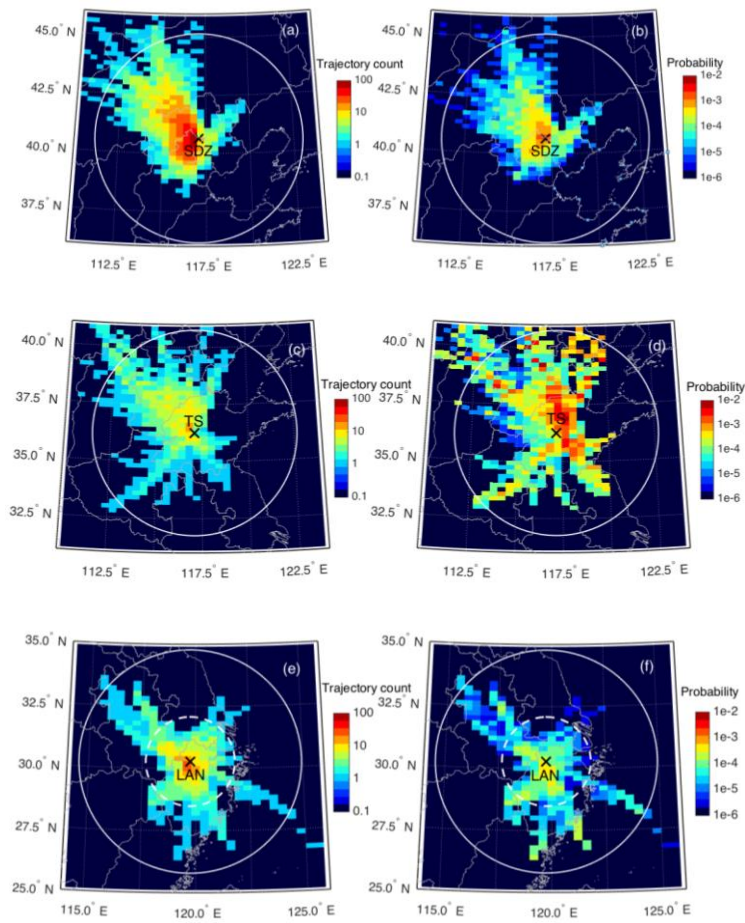 45.0° N
(a)
Trajectory count
42.5° N
100
10
40.0° N
SDZ
1
0.1
37.5° N
112.5° E
117.5° E
122.5° E
45.0° N
(b)
Probability
42.5° N
1e-2
1e-3
1e-4
40.0° N
SDZ
1e-5
1e-6
37.5° N
112.5° E
117.5° E
122.5° E
40.0° N
(c)
Trajectory count
37.5° N
100
TS
10
35.0° N
1
0.1
32.5° N
112.5° E
117.5° E
122.5° E
40.0° N
(d)
Probability
37.5° N
1e-2
TS
1e-3
1e-4
35.0° N
1e-5
1e-6
32.5° N
112.5° E
117.5° E
122.5° E
35.0° N
(e)
Trajectory count
32.5° N
100
10
30.0° N
LAN
1
0.1
27.5° N
25.0° N
115.0° E
120.0° E
125.0° E
35.0° N
(f)
Probability
32.5° N
1e-2
1e-3
30.0° N
LAN
1e-4
1e-5
1e-6
27.5° N
25.0° N
115.0° E
120.0° E
125.0° E